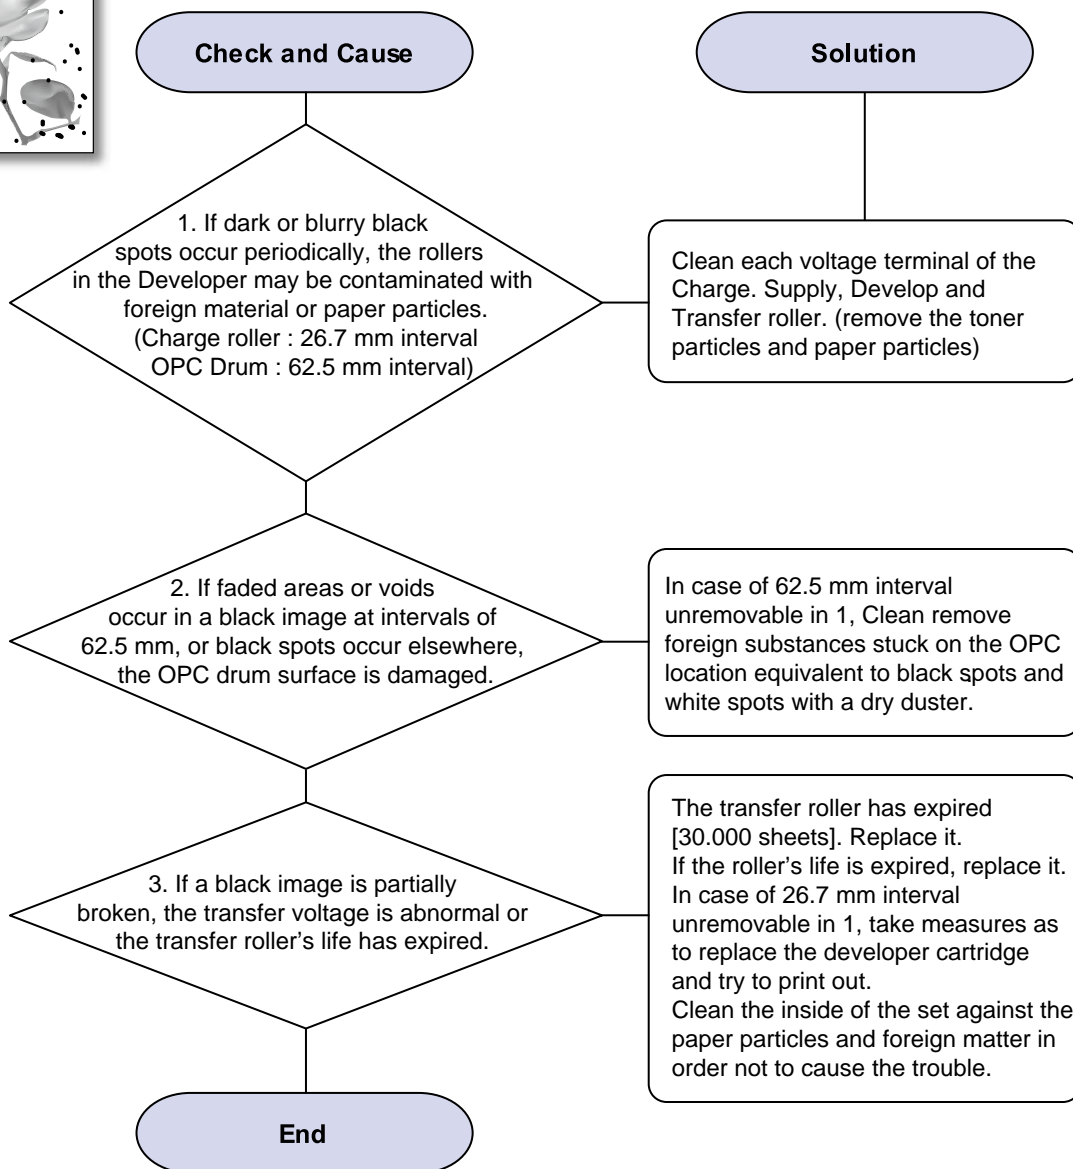 Check and Cause
Solution
1. If dark or blurry black
spots occur periodically, the rollers
in the Developer may be contaminated with
foreign material or paper particles.
(Charge roller : 26.7 mm interval
OPC Drum : 62.5 mm interval)
Clean each voltage terminal of the
Charge. Supply, Develop and
Transfer roller. (remove the toner
particles and paper particles)
2. If faded areas or voids
occur in a black image at intervals of
62.5 mm, or black spots occur elsewhere,
the OPC drum surface is damaged.
In case of 62.5 mm interval
unremovable in 1, Clean remove
foreign substances stuck on the OPC
location equivalent to black spots and
white spots with a dry duster.
3. If a black image is partially
broken, the transfer voltage is abnormal or
the transfer roller’s life has expired.
The transfer roller has expired
[30.000 sheets]. Replace it.
If the roller’s life is expired, replace it.
In case of 26.7 mm interval
unremovable in 1, take measures as
to replace the developer cartridge
and try to print out.
Clean the inside of the set against the
paper particles and foreign matter in
order not to cause the trouble.
End